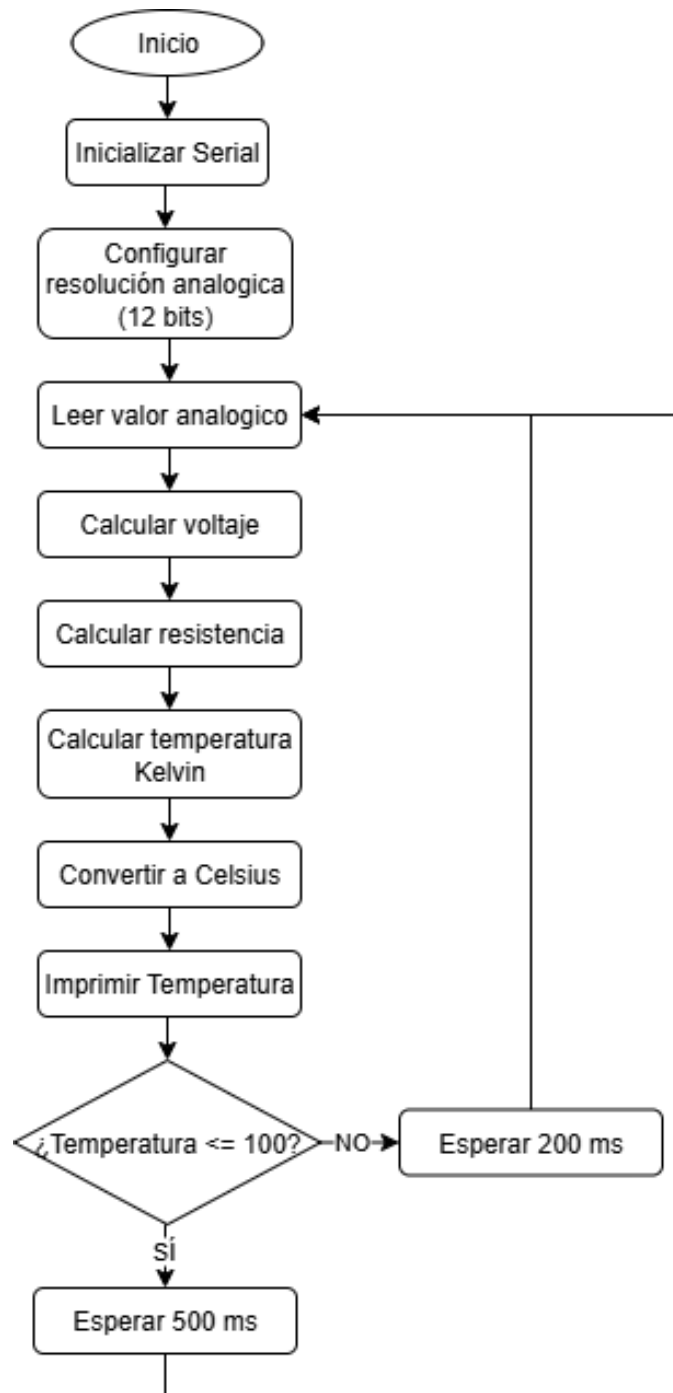 Inicio
Inicializar Serial
Configurar
resolución analogica
(12 bits)
Leer valor analogico
Calcular voltaje
Calcular resistencia
Calcular temperatura
Kelvin
Convertir a Celsius
Imprimir Temperatura
¿Temperatura <= 100?
NO
Esperar 200 ms
SÍ
Esperar 500 ms